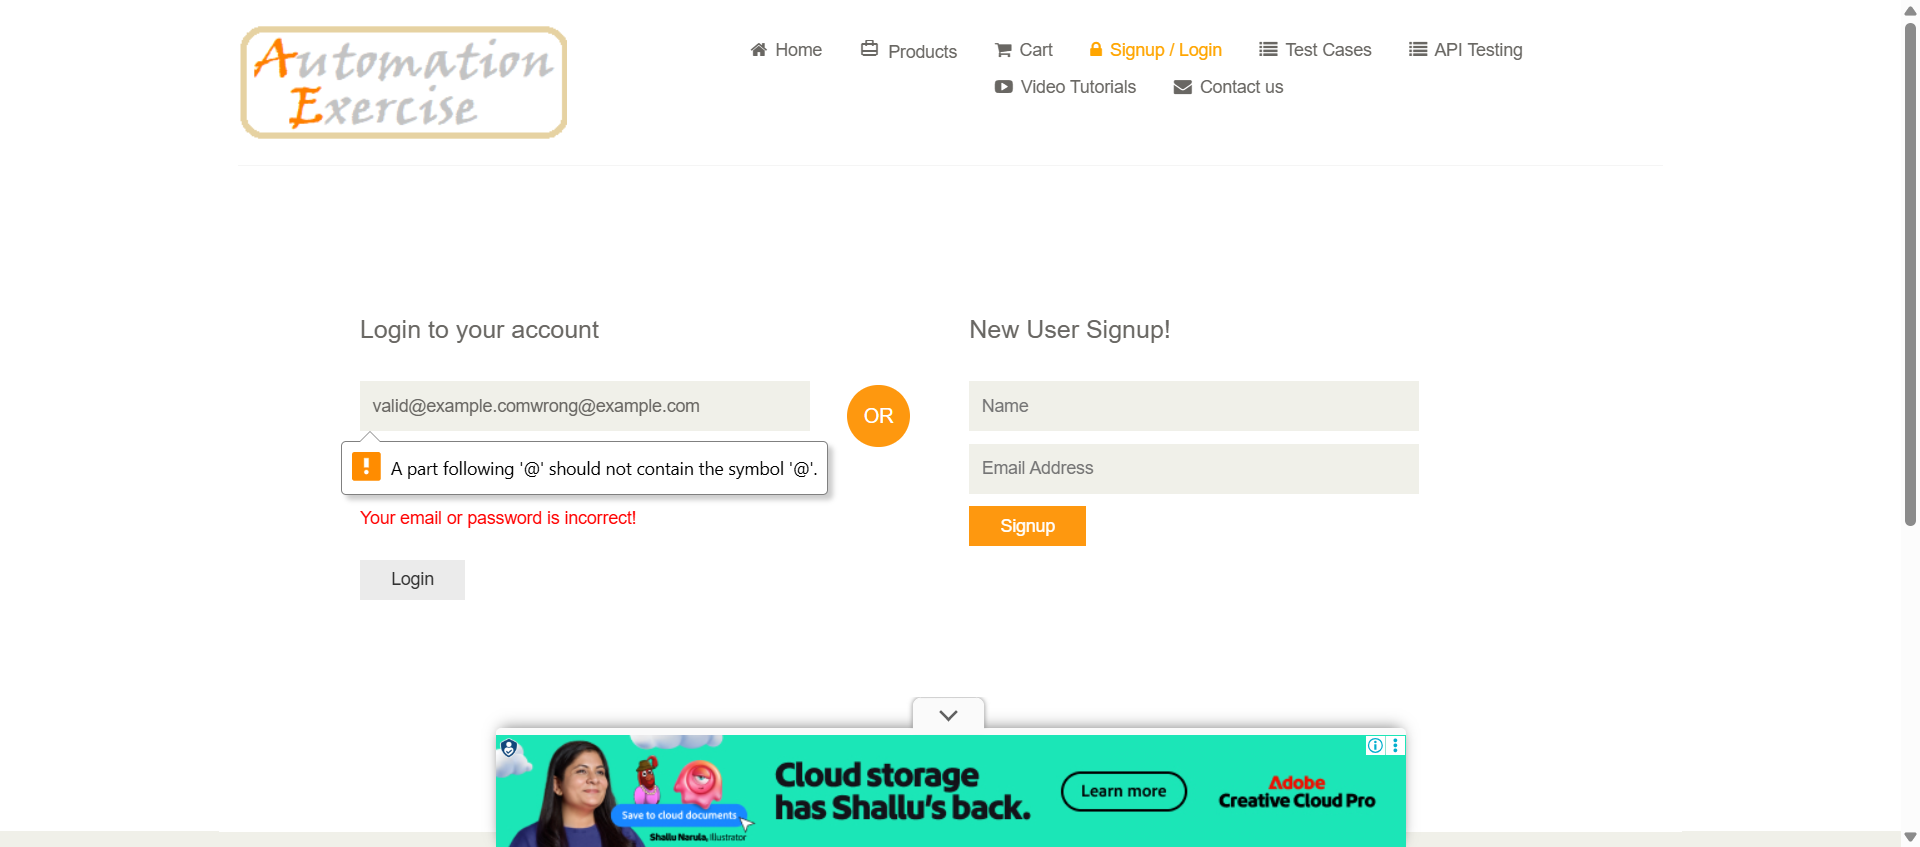 Automation
Exercise
Home
Products
Cart
Signup / Login
Test Cases
API Testing
Video Tutorials
Contact us
Login to your account
valid@example.comwrong@example.com
A part following '@' should not contain the symbol '@'.
Your email or password is incorrect!
Login
OR
New User Signup!
Name
Email Address
Signup
Save to cloud documents
Shallu Narula, Illustrator
Cloud storage
has Shallu's back.
Learn more
Adobe
Creative Cloud Pro